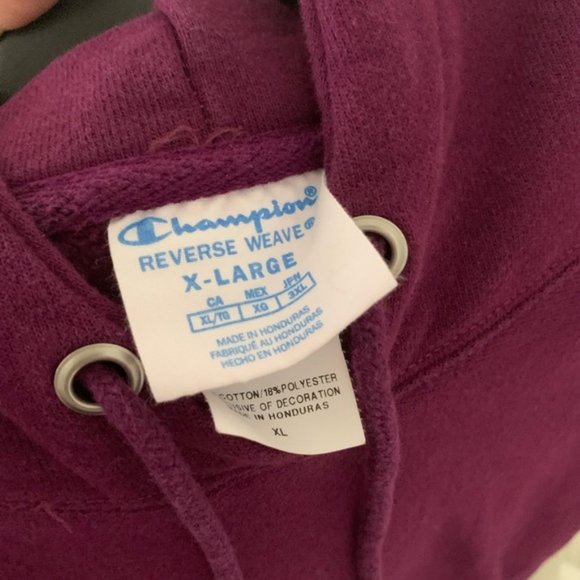 Champion®
REVERSE WEAVE®
X-LARGE
CA MEX JPN
XL/TG XG 3XL
MADE IN HONDURAS
FABRIQUÉ AU HONDURAS
HECHO EN HONDURAS
COTTON/18% POLYESTER
OF DECORATION
IN HONDURAS
XL